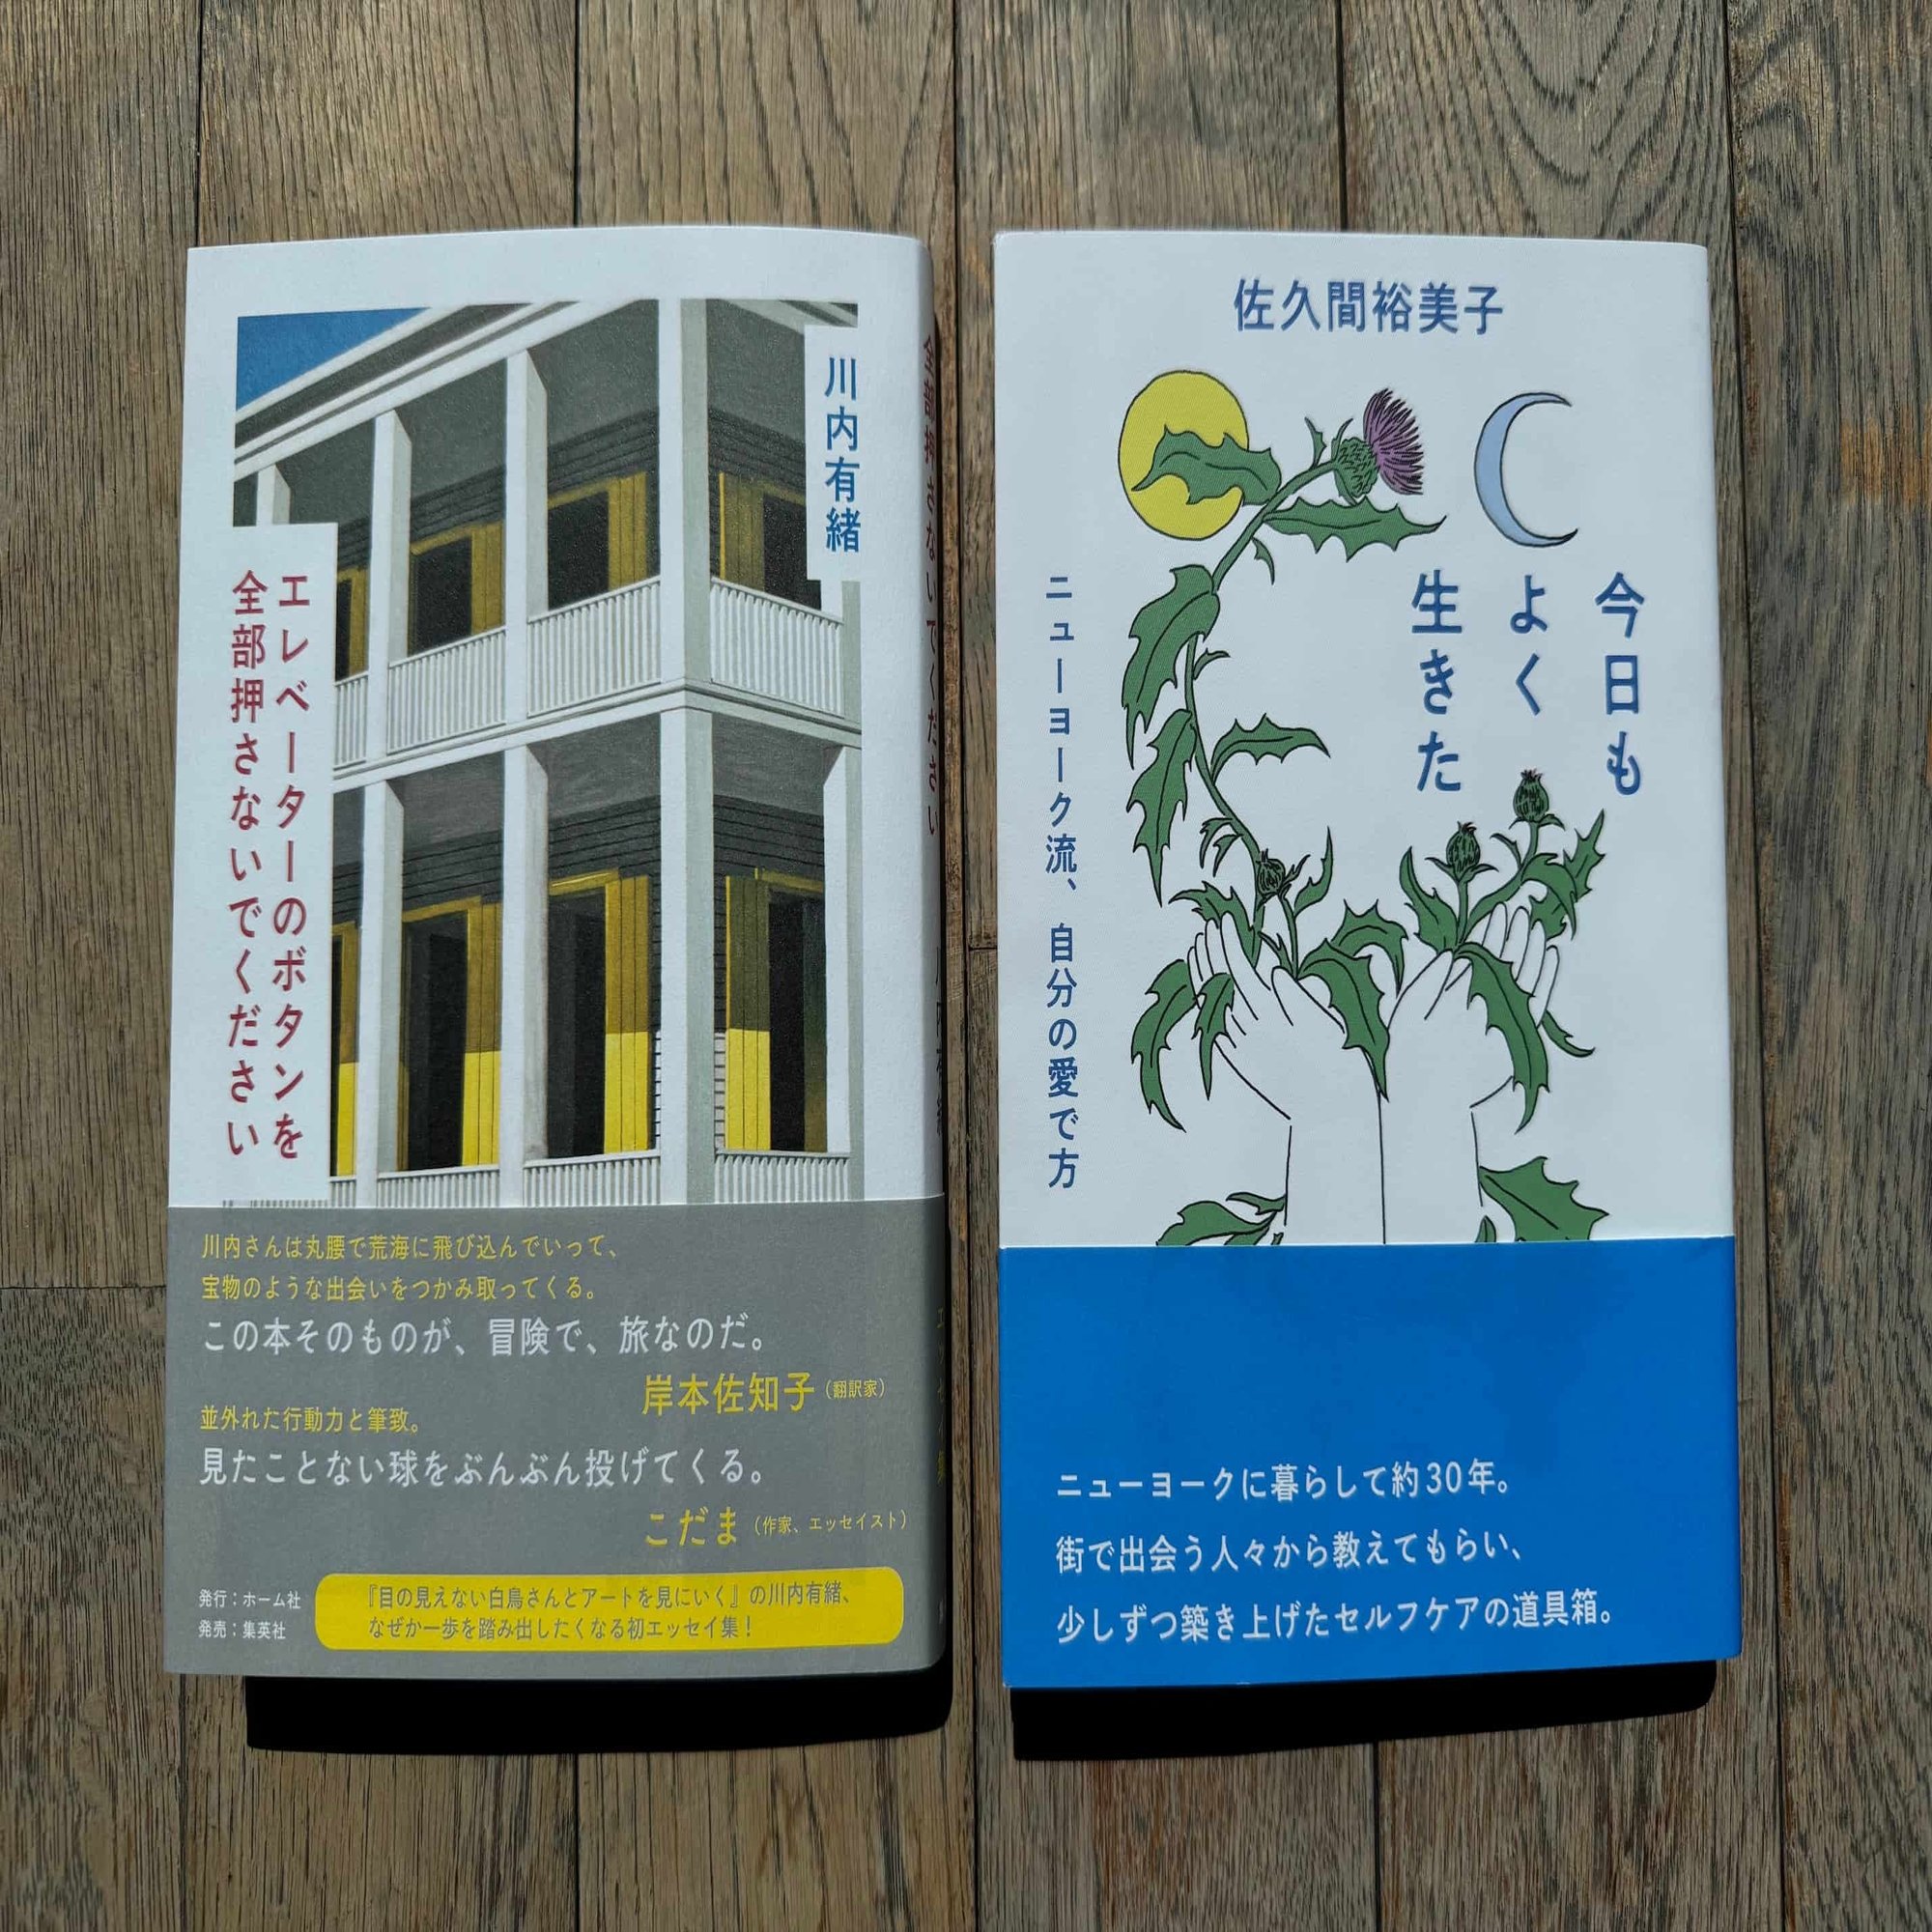 川内有緒
エレベーターのボタンを
全部押さないでください
川内さんは丸腰で荒海に飛び込んでいって、
宝物のような出会いをつかみ取ってくる。
この本そのものが、冒険で、旅なのだ。
岸本佐知子（翻訳家）
並外れた行動力と筆致。
見たことない球をぶんぶん投げてくる。
こだま（作家、エッセイスト）
発行：ホーム社
発売：集英社
『目の見えない白鳥さんとアートを見にいく』の川内有緒、
なぜか一歩を踏み出したくなる初エッセイ集！
全部押さないでください
佐久間裕美子
今日も
よく
生きた
ニューヨーク流、自分の愛で方
ニューヨークに暮らして約30年。
街で出会う人々から教えてもらい、
少しずつ築き上げたセルフケアの道具箱。